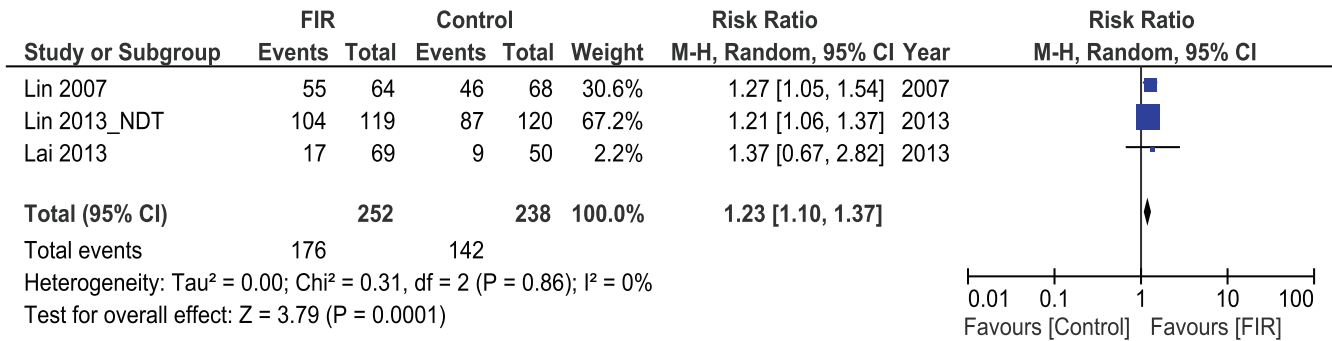 FIR Control Risk Ratio Risk Ratio
Study or Subgroup Events Total Events Total Weight M-H, Random, 95% CI Year M-H, Random, 95% CI
Lin 2007 55 64 46 68 30.6% 1.27 [1.05, 1.54] 2007
Lin 2013_NDT 104 119 87 120 67.2% 1.21 [1.06, 1.37] 2013
Lai 2013 17 69 9 50 2.2% 1.37 [0.67, 2.82] 2013
Total (95% CI) 252 238 100.0% 1.23 [1.10, 1.37]
Total events 176 142
Heterogeneity: Tau² = 0.00; Chi² = 0.31, df = 2 (P = 0.86); I² = 0%
Test for overall effect: Z = 3.79 (P = 0.0001)
0.01 0.1 1 10 100
Favours [Control] Favours [FIR]